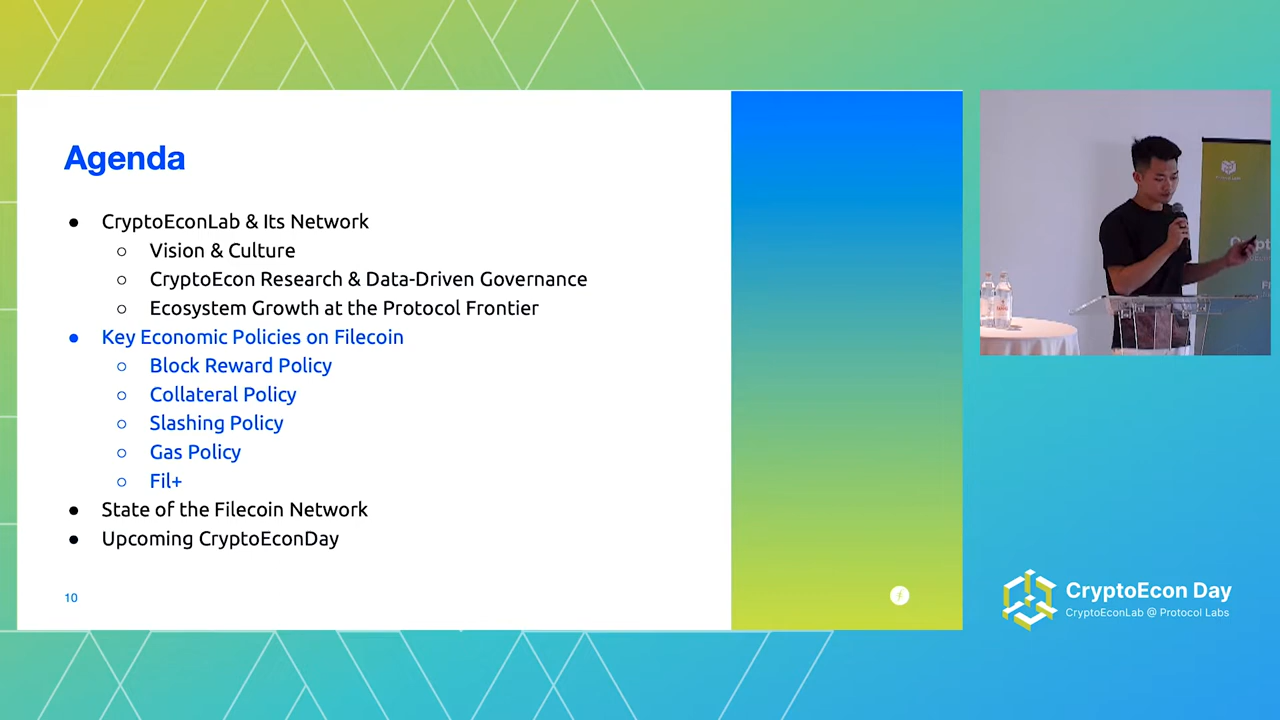 Agenda
● CryptoEconLab & Its Network
○ Vision & Culture
○ CryptoEcon Research & Data-Driven Governance
○ Ecosystem Growth at the Protocol Frontier
● Key Economic Policies on Filecoin
○ Block Reward Policy
○ Collateral Policy
○ Slashing Policy
○ Gas Policy
○ Fil+
● State of the Filecoin Network
● Upcoming CryptoEconDay
10
CryptoEcon Day
CryptoEconLab @ Protocol Labs